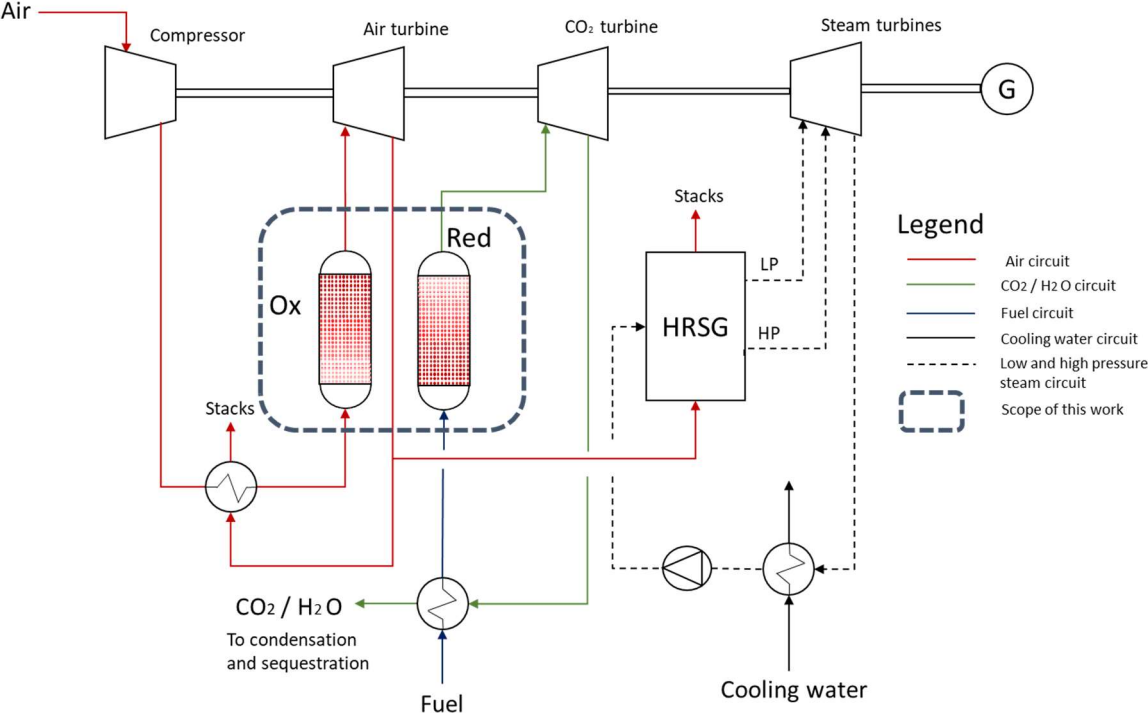 Air
Compressor
Air turbine
CO2 turbine
Steam turbines
G
Stacks
Red
Ox
LP
HRSG
HP
Legend
Air circuit
CO2 / H2 O circuit
Fuel circuit
Cooling water circuit
Low and high pressure
steam circuit
Scope of this work
Stacks
CO2 / H2 O
To condensation
and sequestration
Fuel
Cooling water